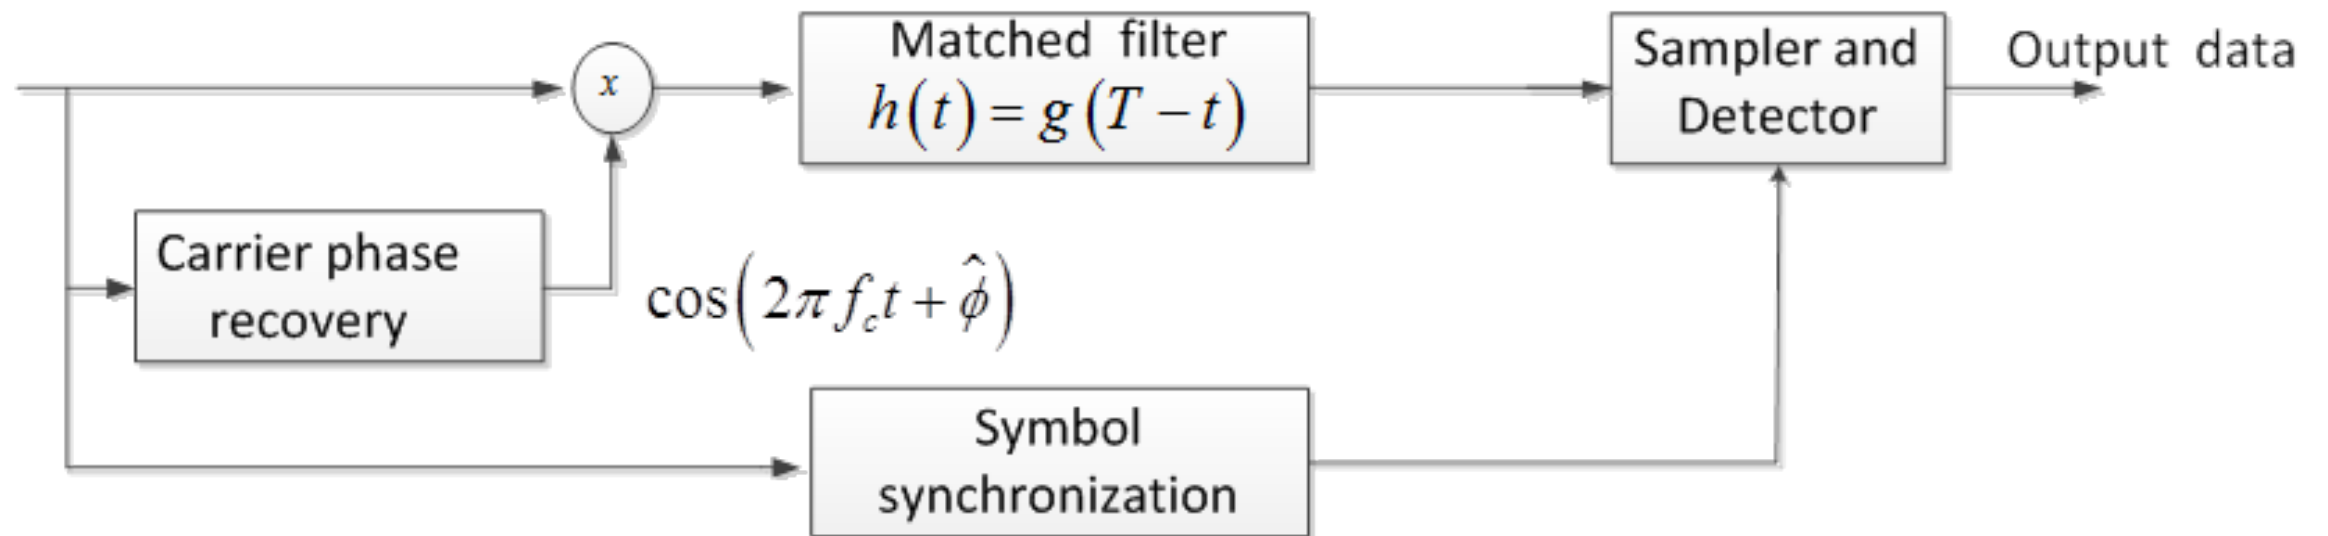 x
Matched filter
h(t) = g(T − t)
Sampler and
Detector
Output data
Carrier phase
recovery
cos(2πf_c t + φ̂)
Symbol
synchronization